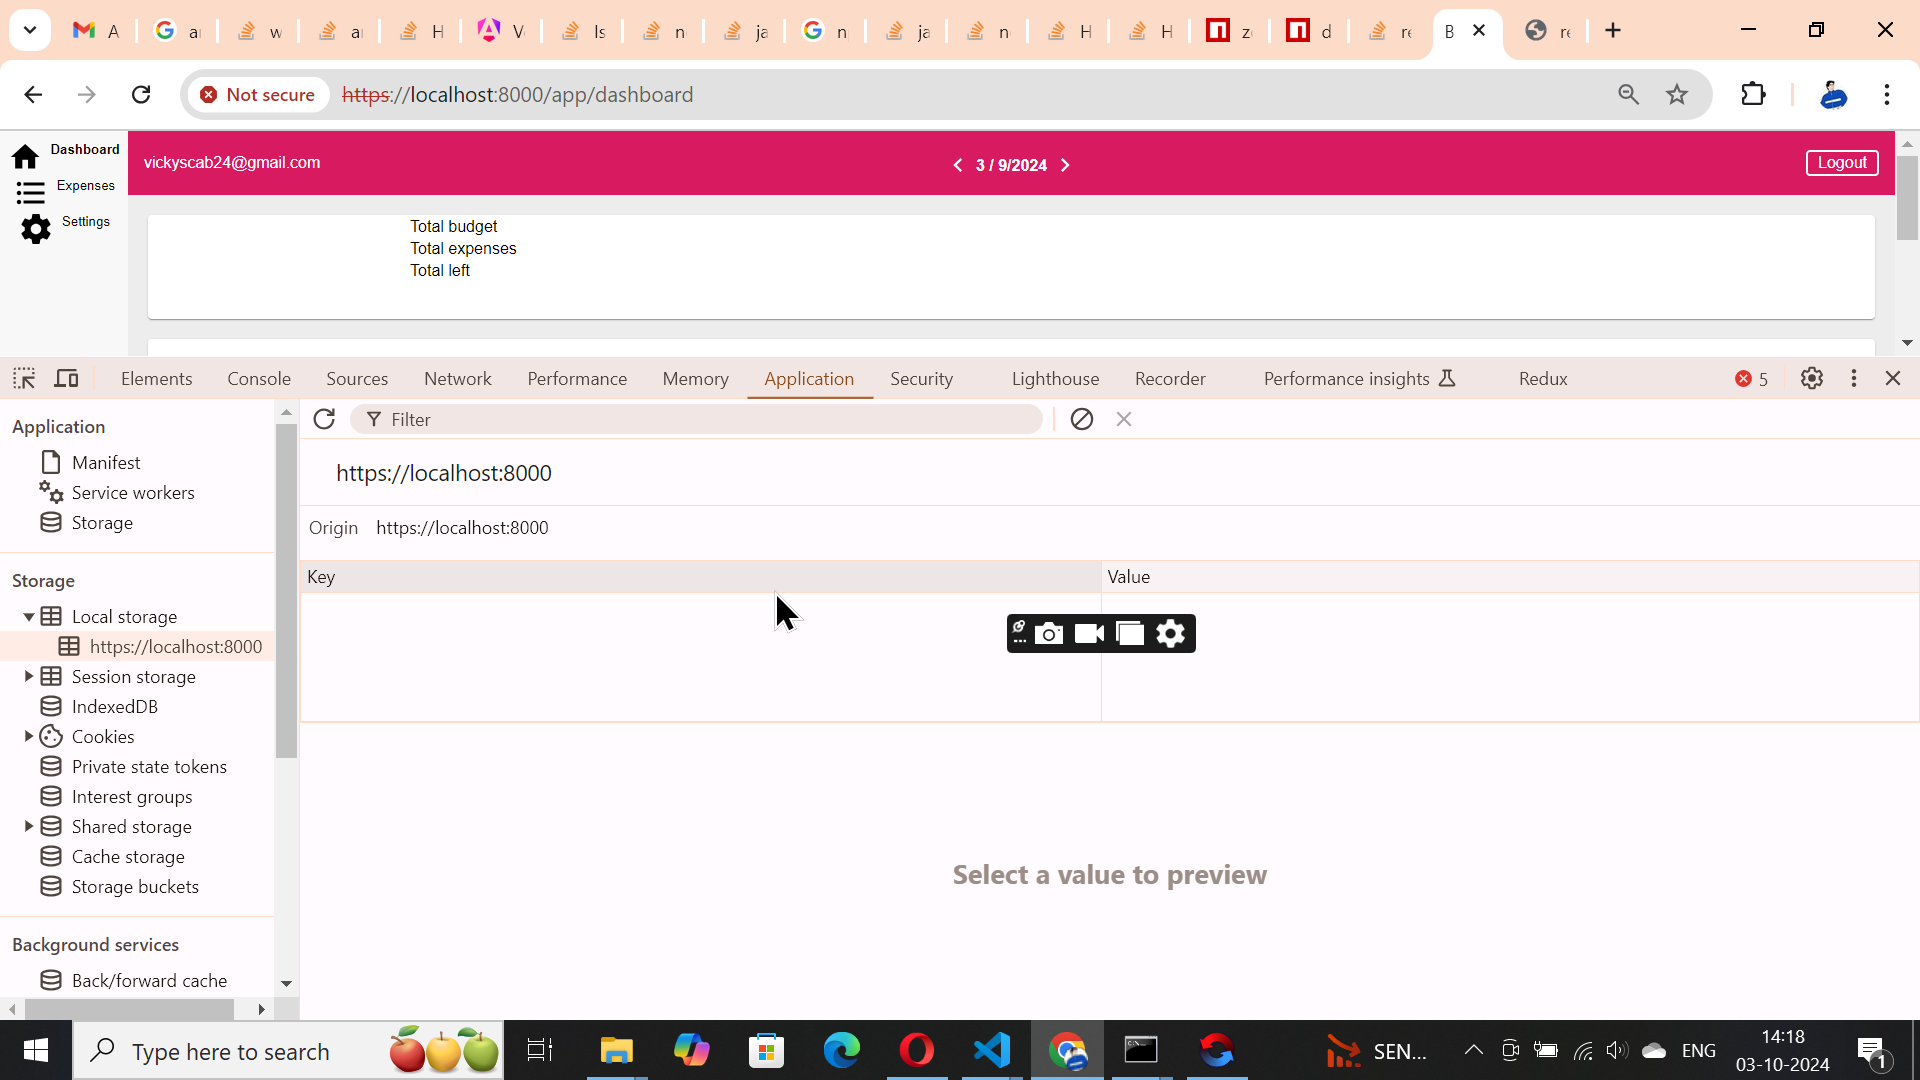 A
ai
w
ai
H
V
Is
n
ja
n
ja
n
H
H
z
d
re
B
re
Not secure
https://localhost:8000/app/dashboard
Dashboard
Expenses
Settings
vickyscab24@gmail.com
3 / 9/2024
Logout
Total budget
Total expenses
Total left
Elements
Console
Sources
Network
Performance
Memory
Application
Security
Lighthouse
Recorder
Performance insights
Redux
5
Application
Manifest
Service workers
Storage
Storage
Local storage
https://localhost:8000
Session storage
IndexedDB
Cookies
Private state tokens
Interest groups
Shared storage
Cache storage
Storage buckets
Background services
Back/forward cache
Filter
https://localhost:8000
Origin https://localhost:8000
Key
Value
Select a value to preview
Type here to search
SEN...
ENG
14:18
03-10-2024
1